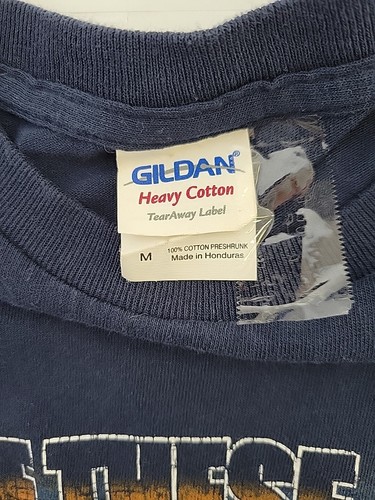 GILDAN®
Heavy Cotton
TearAway Label
M
100% COTTON PRESHRUNK
Made in Honduras